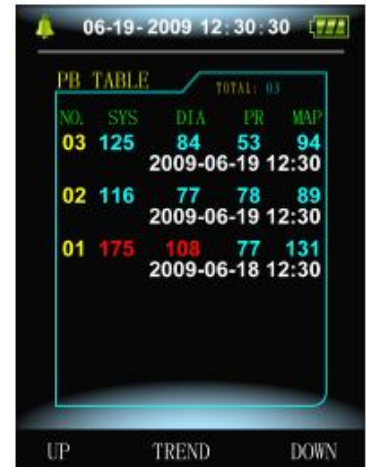 06-19-2009 12:30:30
PB TABLE
TOTAL: 03
NO. SYS DIA PR MAP
03 125 84 53 94
2009-06-19 12:30
02 116 77 78 89
2009-06-19 12:30
01 175 108 77 131
2009-06-18 12:30
UP TREND DOWN